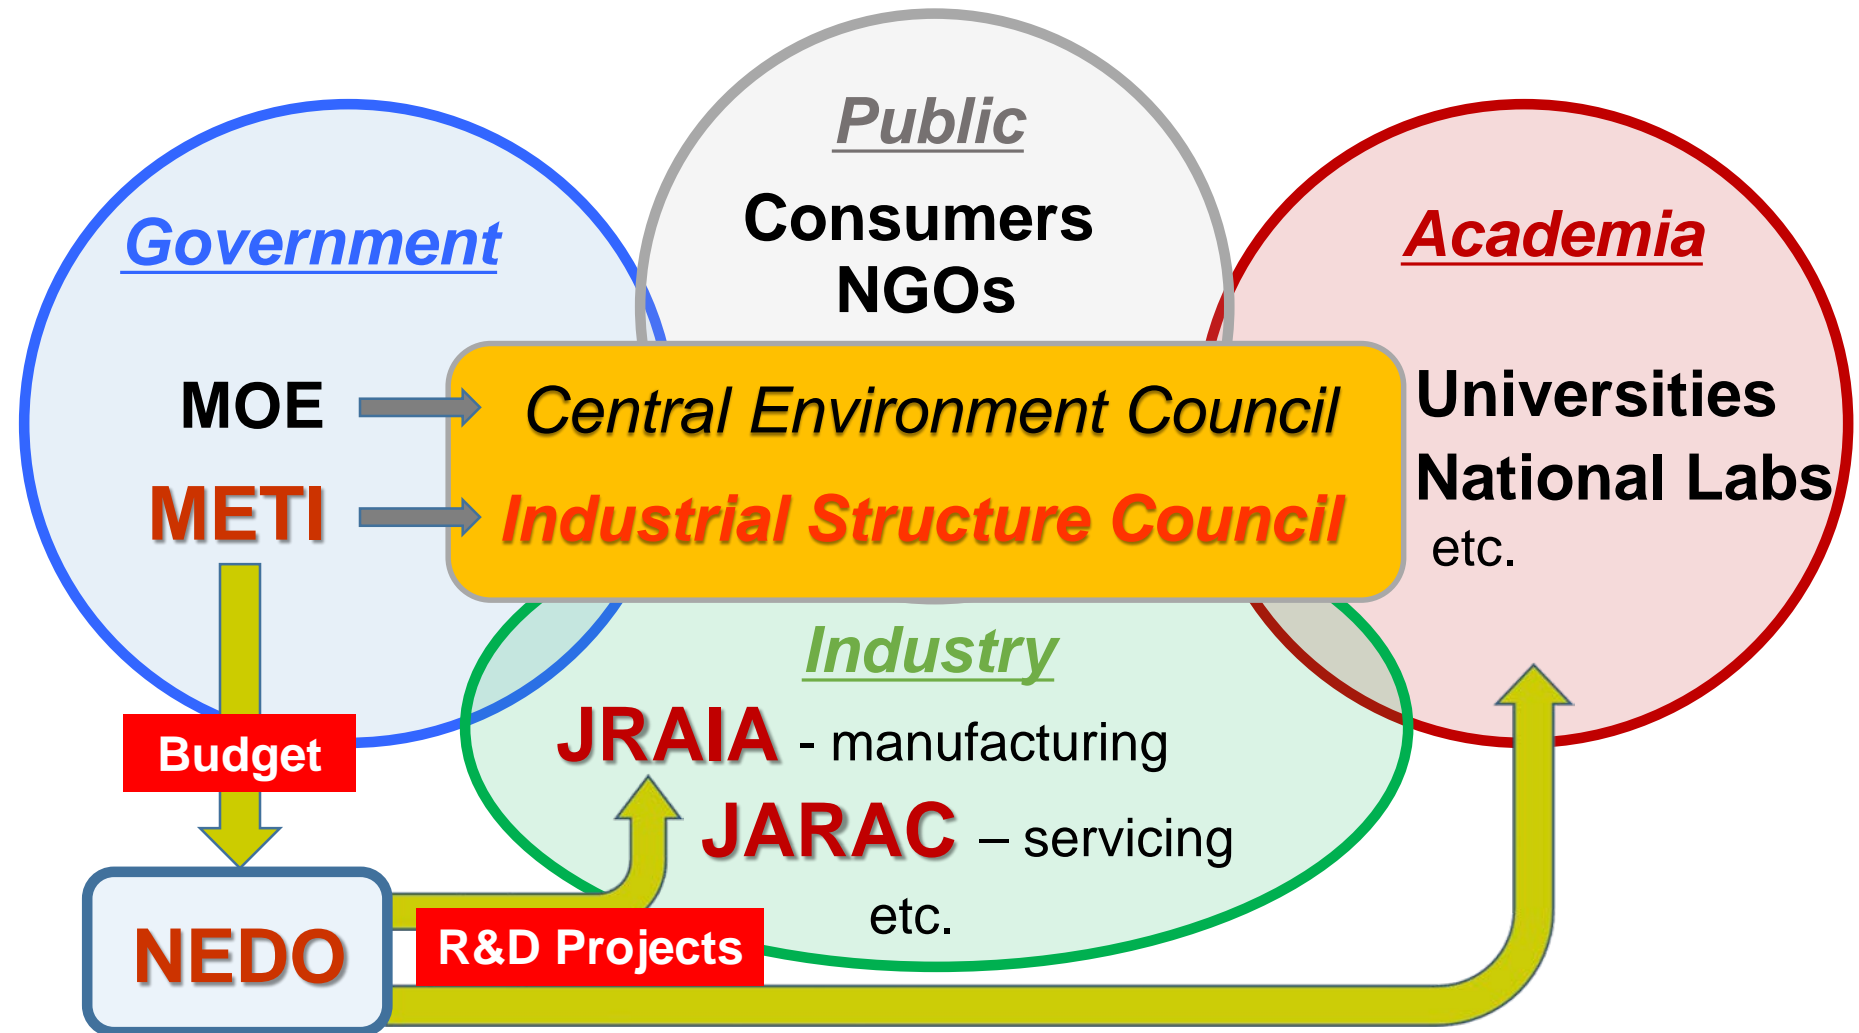 Public
Consumers
NGOs
Government
Academia
MOE
Central Environment Council
METI
Industrial Structure Council
Universities
National Labs
etc.
Industry
JRAIA - manufacturing
JARAC – servicing
etc.
Budget
NEDO
R&D Projects